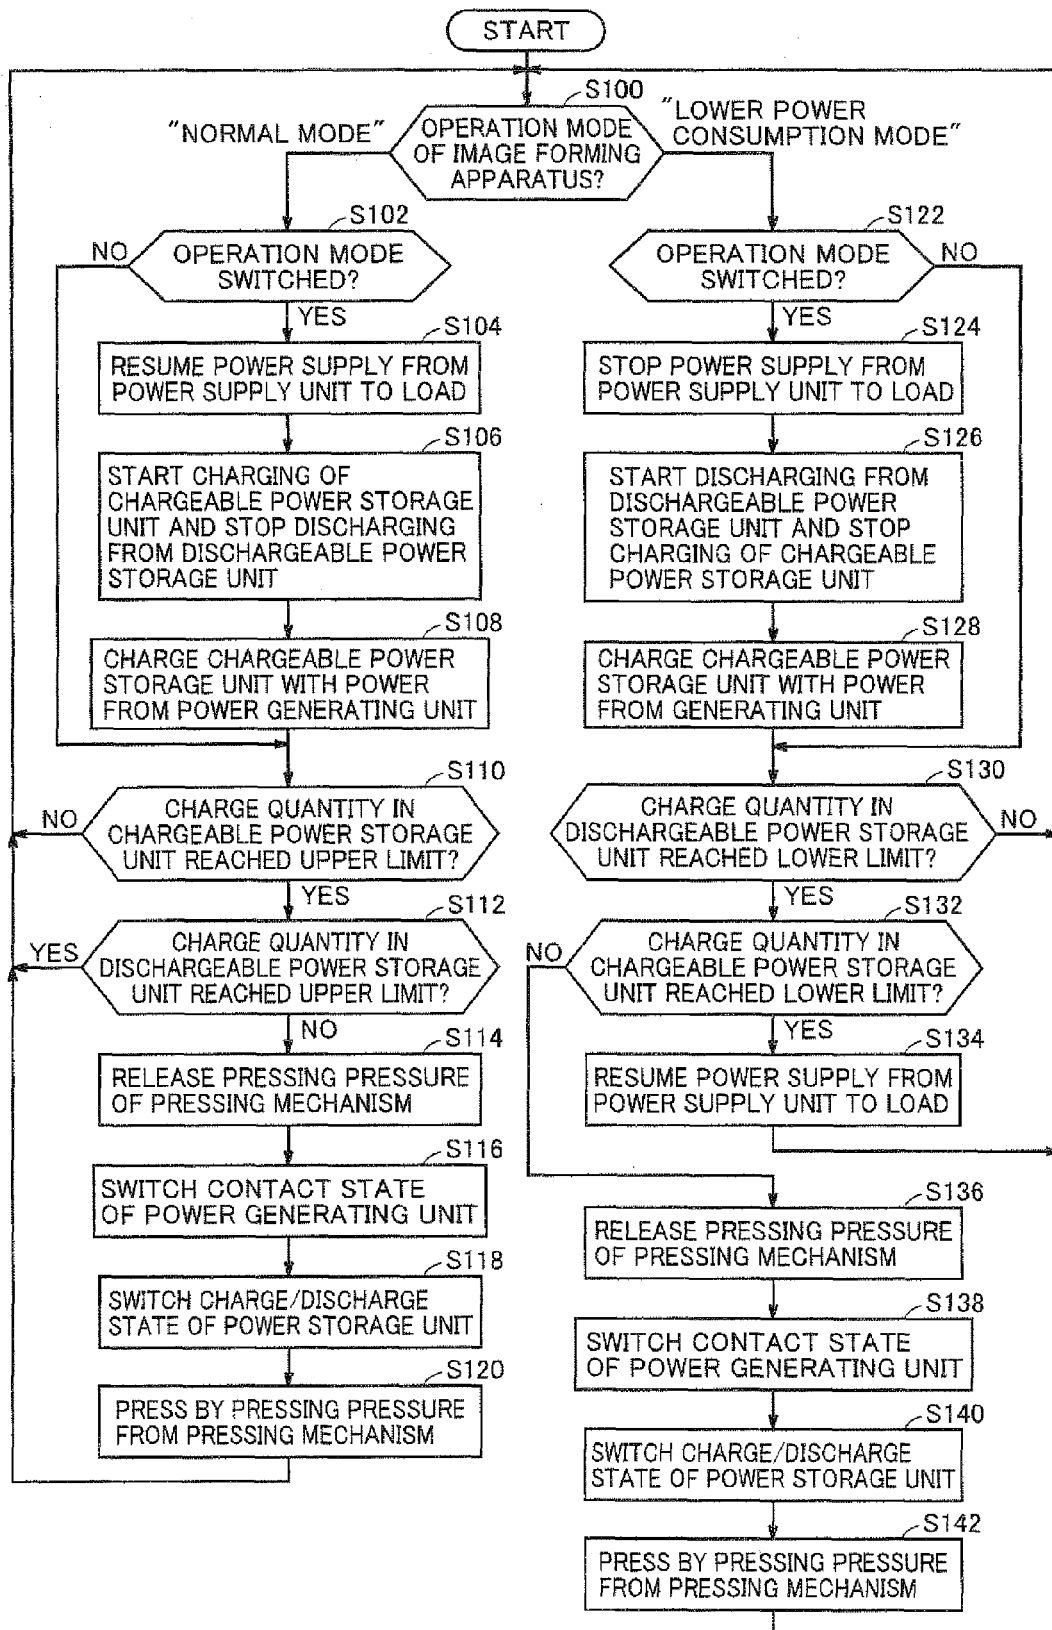 START
S100
"NORMAL MODE"
OPERATION MODE
OF IMAGE FORMING
APPARATUS?
"LOWER POWER
CONSUMPTION MODE"
S102
NO
OPERATION MODE
SWITCHED?
YES
S104
RESUME POWER SUPPLY FROM
POWER SUPPLY UNIT TO LOAD
S106
START CHARGING OF
CHARGEABLE POWER STORAGE
UNIT AND STOP DISCHARGING
FROM DISCHARGEABLE POWER
STORAGE UNIT
S108
CHARGE CHARGEABLE POWER
STORAGE UNIT WITH POWER
FROM POWER GENERATING UNIT
S110
NO
CHARGE QUANTITY IN
CHARGEABLE POWER STORAGE
UNIT REACHED UPPER LIMIT?
YES
S112
YES
CHARGE QUANTITY IN
DISCHARGEABLE POWER STORAGE
UNIT REACHED UPPER LIMIT?
NO
S114
RELEASE PRESSING PRESSURE
OF PRESSING MECHANISM
S116
SWITCH CONTACT STATE
OF POWER GENERATING UNIT
S118
SWITCH CHARGE/DISCHARGE
STATE OF POWER STORAGE UNIT
S120
PRESS BY PRESSING PRESSURE
FROM PRESSING MECHANISM
S122
OPERATION MODE
SWITCHED?
NO
YES
S124
STOP POWER SUPPLY FROM
POWER SUPPLY UNIT TO LOAD
S126
START DISCHARGING FROM
DISCHARGEABLE POWER
STORAGE UNIT AND STOP
CHARGING OF CHARGEABLE
POWER STORAGE UNIT
S128
CHARGE CHARGEABLE POWER
STORAGE UNIT WITH POWER
FROM GENERATING UNIT
S130
CHARGE QUANTITY IN
DISCHARGEABLE POWER STORAGE
UNIT REACHED LOWER LIMIT?
NO
YES
S132
NO
CHARGE QUANTITY IN
CHARGEABLE POWER STORAGE
UNIT REACHED LOWER LIMIT?
YES
S134
RESUME POWER SUPPLY FROM
POWER SUPPLY UNIT TO LOAD
S136
RELEASE PRESSING PRESSURE
OF PRESSING MECHANISM
S138
SWITCH CONTACT STATE
OF POWER GENERATING UNIT
S140
SWITCH CHARGE/DISCHARGE
STATE OF POWER STORAGE UNIT
S142
PRESS BY PRESSING PRESSURE
FROM PRESSING MECHANISM